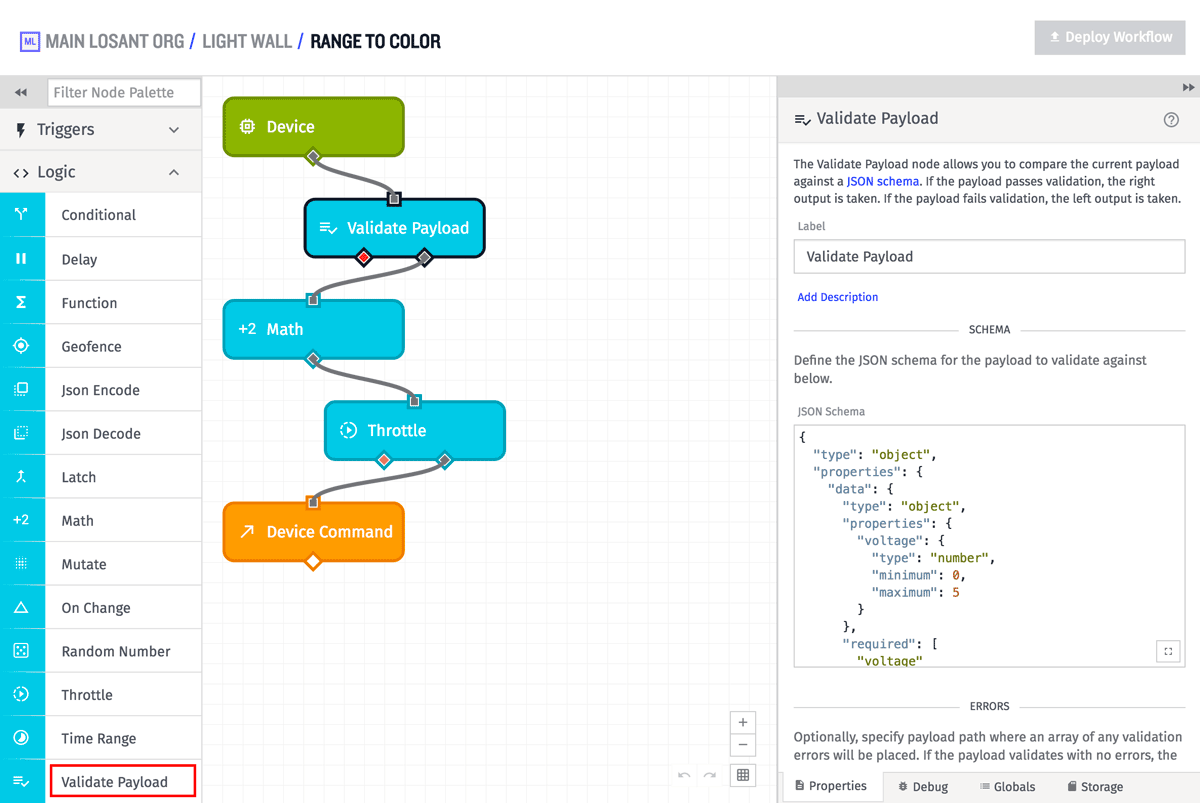 ML MAIN LOSANT ORG / LIGHT WALL / RANGE TO COLOR
Deploy Workflow
Filter Node Palette
Triggers
Logic
Conditional
Delay
Function
Geofence
Json Encode
Json Decode
Latch
+2 Math
Mutate
On Change
Random Number
Throttle
Time Range
Validate Payload
Device
Validate Payload
+2 Math
Throttle
Device Command
Validate Payload
The Validate Payload node allows you to compare the current payload
against a JSON schema. If the payload passes validation, the right
output is taken. If the payload fails validation, the left output is taken.
Label
Validate Payload
Add Description
SCHEMA
Define the JSON schema for the payload to validate against
below.
JSON Schema
{
"type": "object",
"properties": {
"data": {
"type": "object",
"properties": {
"voltage": {
"type": "number",
"minimum": 0,
"maximum": 5
}
},
"required": [
"voltage"
ERRORS
Optionally, specify payload path where an array of any validation
errors will be placed. If the payload validates with no errors, the
Properties
Debug
Globals
Storage